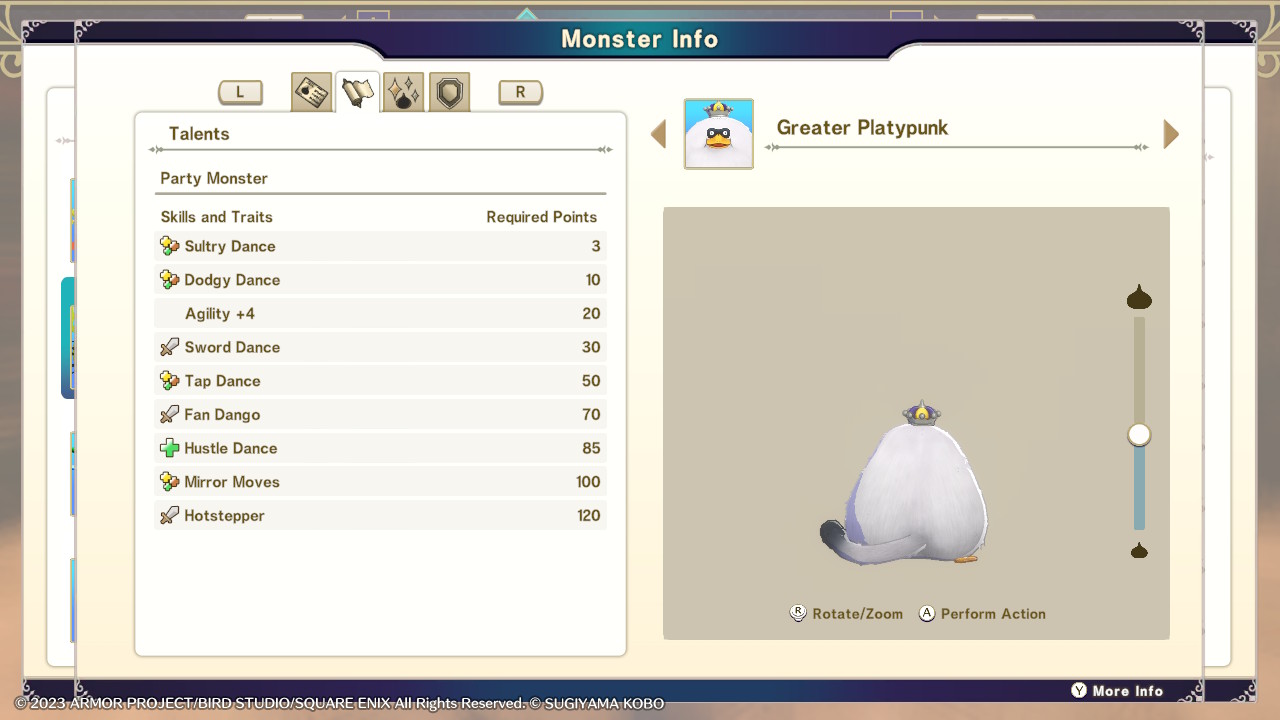 Monster Info
L
R
Talents
Party Monster
Skills and Traits Required Points
Sultry Dance 3
Dodgy Dance 10
Agility +4 20
Sword Dance 30
Tap Dance 50
Fan Dango 70
Hustle Dance 85
Mirror Moves 100
Hotstepper 120
Greater Platypunk
R Rotate/Zoom A Perform Action
Y More Info
© 2023 ARMOR PROJECT/BIRD STUDIO/SQUARE ENIX All Rights Reserved. © SUGIYAMA KOBO